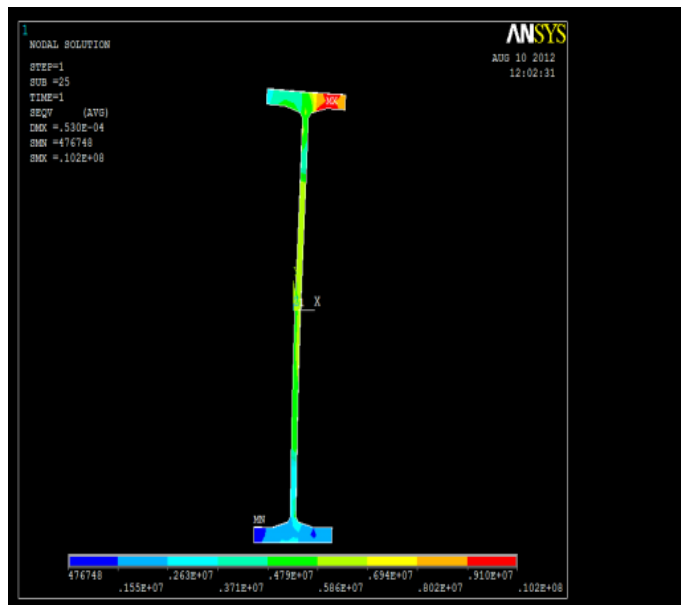 1
NODAL SOLUTION
STEP=1
SUB =25
TIME=1
SEQV (AVG)
DMX =.530E-04
SMN =476748
SMX =.102E+08
ANSYS
AUG 10 2012
12:02:31
MX
X
MN
476748 .263E+07 .479E+07 .694E+07 .910E+07
.155E+07 .371E+07 .586E+07 .802E+07 .102E+08